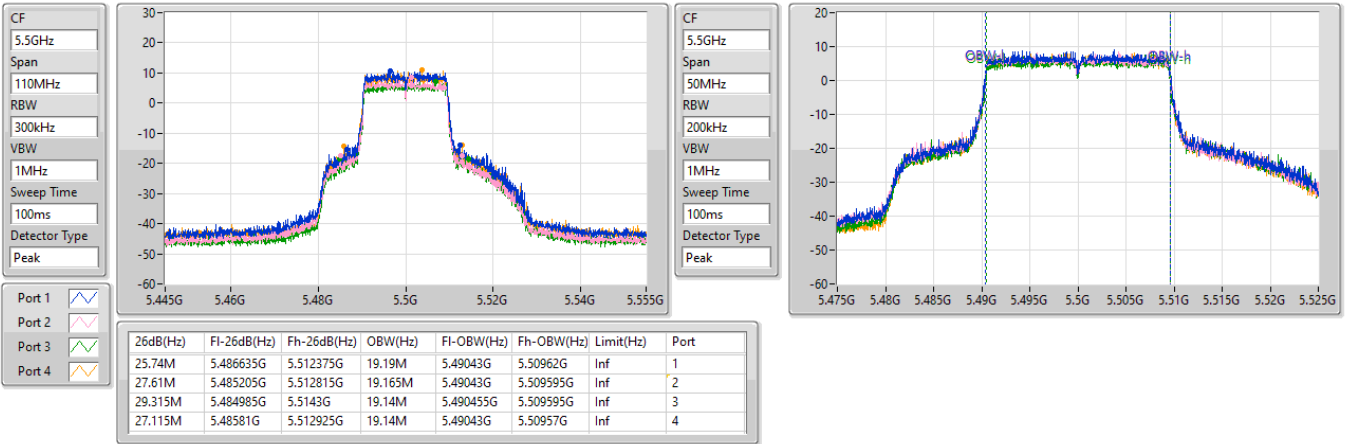 CF
5.5GHz
Span
110MHz
RBW
300kHz
VBW
1MHz
Sweep Time
100ms
Detector Type
Peak
30
20
10
0
-10
-20
-30
-40
-50
-60
5.445G 5.46G 5.48G 5.5G 5.52G 5.54G 5.555G
CF
5.5GHz
Span
50MHz
RBW
200kHz
VBW
1MHz
Sweep Time
100ms
Detector Type
Peak
20
10
0
-10
-20
-30
-40
-50
-60
OBW-l OBW-h
5.475G 5.48G 5.485G 5.49G 5.495G 5.5G 5.505G 5.51G 5.515G 5.52G 5.525G
Port 1
Port 2
Port 3
Port 4
26dB(Hz) Fl-26dB(Hz) Fh-26dB(Hz) OBW(Hz) Fl-OBW(Hz) Fh-OBW(Hz) Limit(Hz) Port
25.74M 5.486635G 5.512375G 19.19M 5.49043G 5.50962G Inf 1
27.61M 5.485205G 5.512815G 19.165M 5.49043G 5.509595G Inf 2
29.315M 5.484985G 5.5143G 19.14M 5.490455G 5.509595G Inf 3
27.115M 5.48581G 5.512925G 19.14M 5.49043G 5.50957G Inf 4